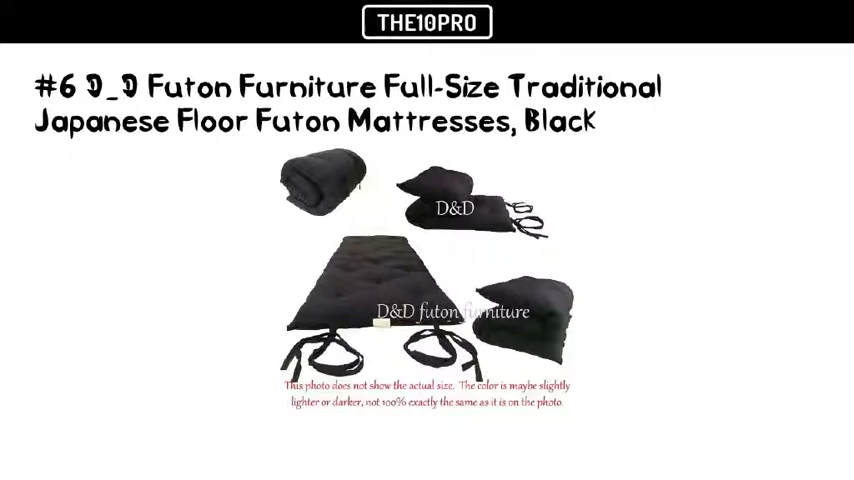 THE10PRO
#6 D_D Futon Furniture Full-Size Traditional
Japanese Floor Futon Mattresses, Black
D&D
D&D futon furniture
This photo does not show the actual size. The color is maybe slightly
lighter or darker, not 100% exactly the same as it is on the photo.